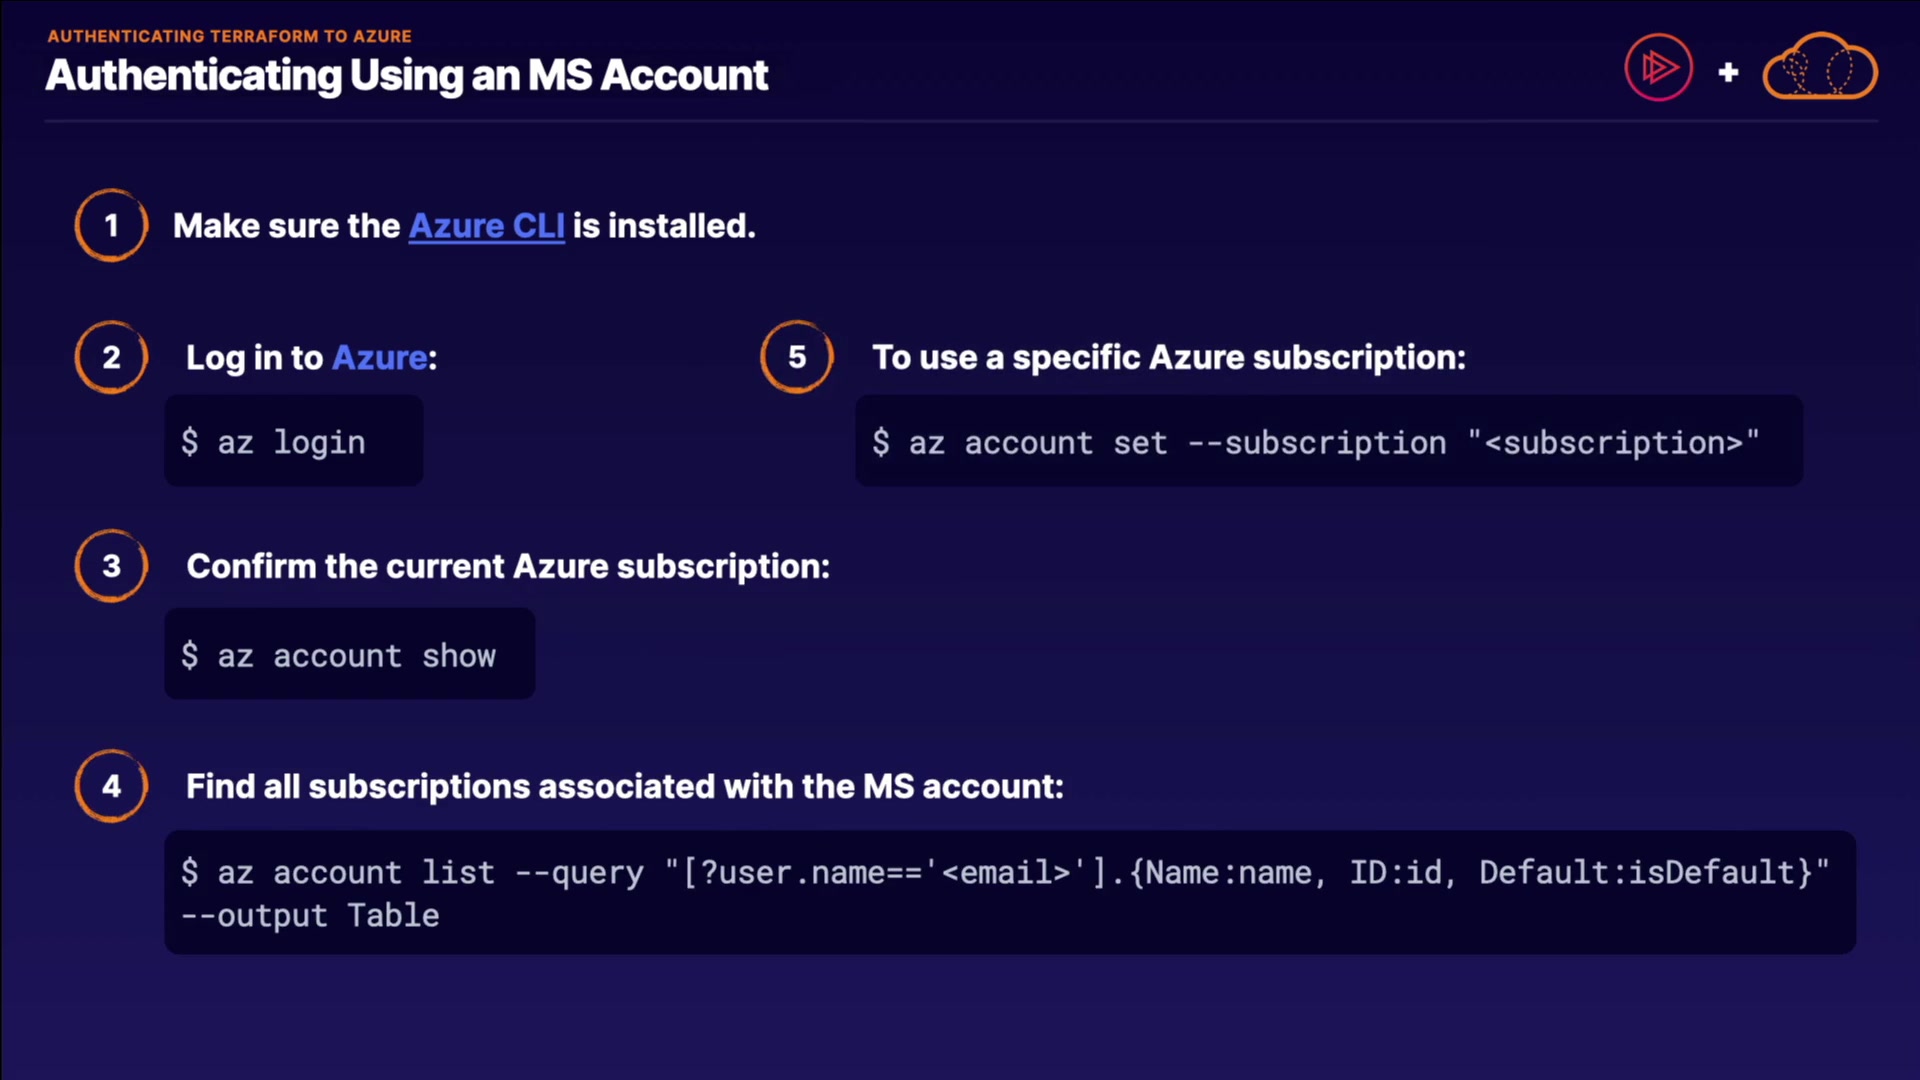 AUTHENTICATING TERRAFORM TO AZURE
Authenticating Using an MS Account
1 Make sure the Azure CLI is installed.
2 Log in to Azure:
$ az login
3 Confirm the current Azure subscription:
$ az account show
4 Find all subscriptions associated with the MS account:
$ az account list --query "[?user.name=='<email>'].{Name:name, ID:id, Default:isDefault}"
--output Table
5 To use a specific Azure subscription:
$ az account set --subscription "<subscription>"